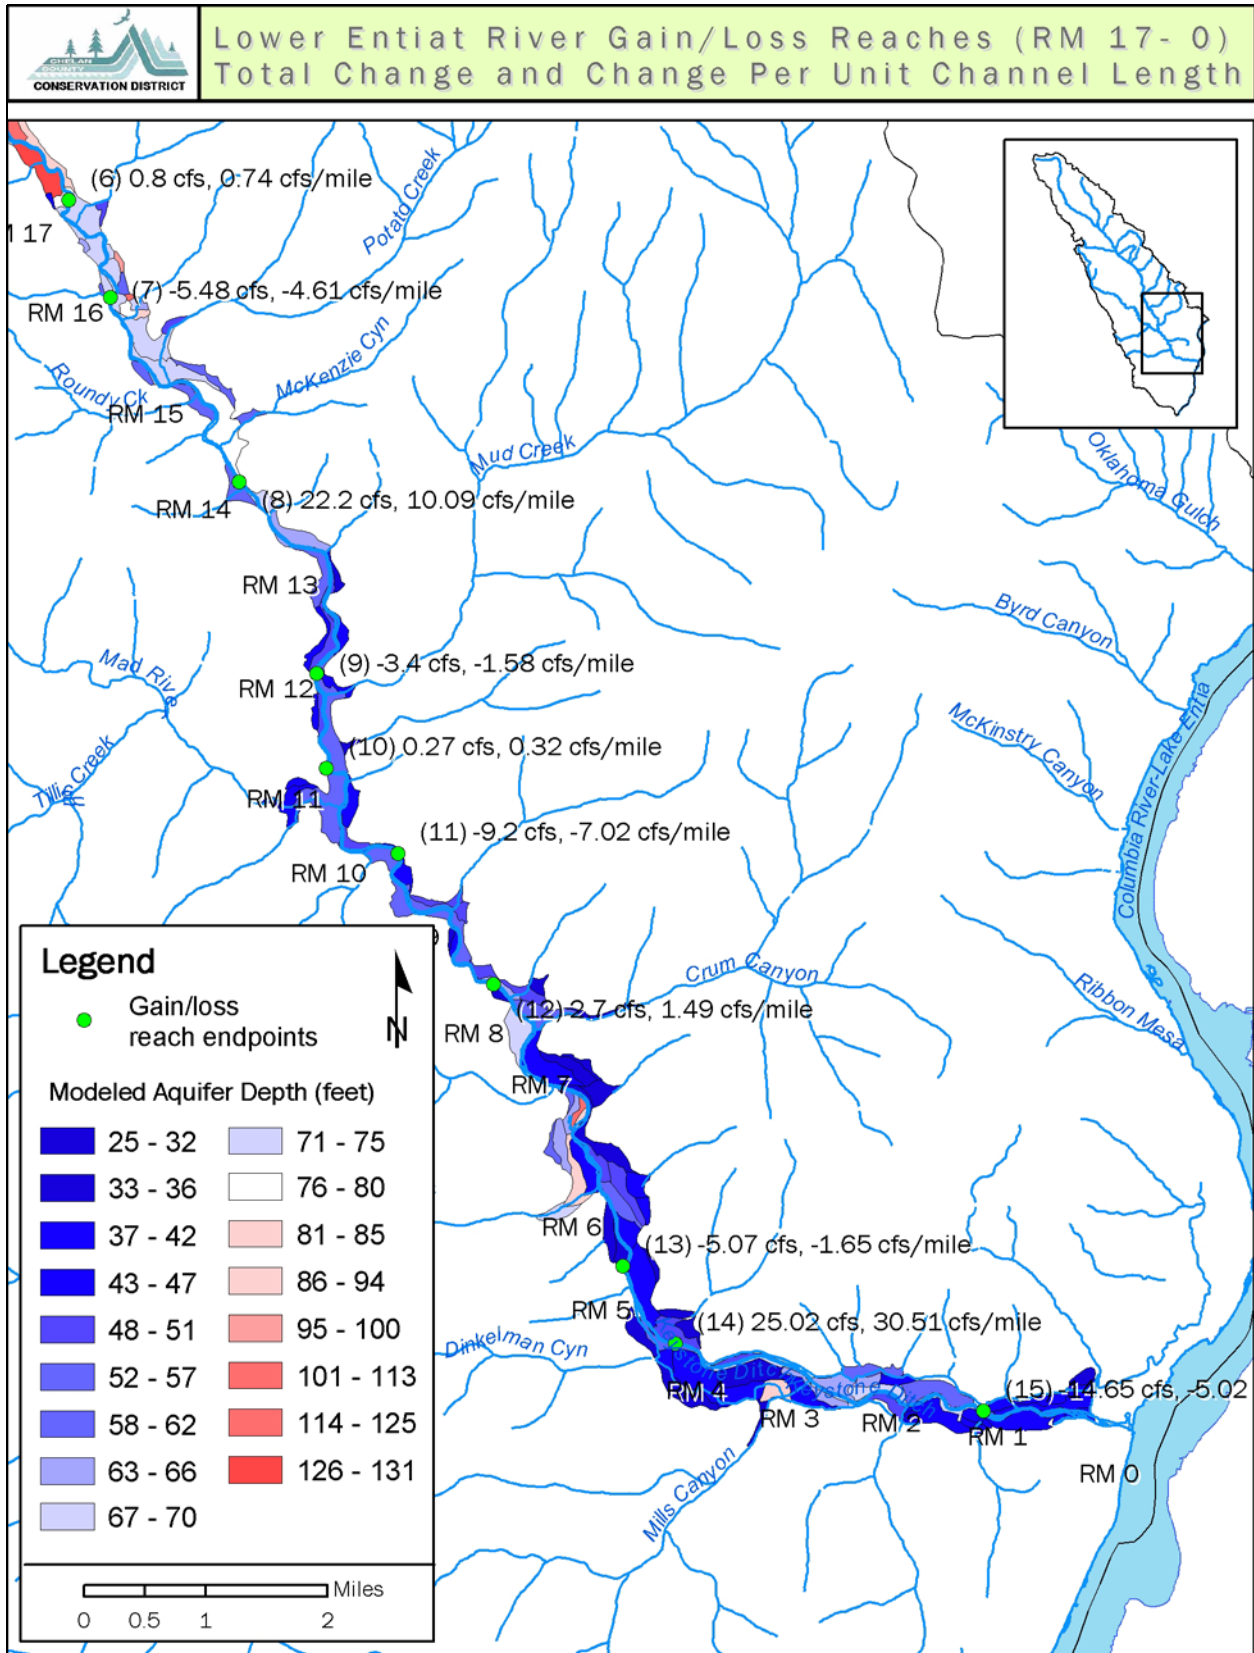 CHELAN
COUNTY
CONSERVATION DISTRICT
Lower Entiat River Gain/Loss Reaches (RM 17- 0)
Total Change and Change Per Unit Channel Length
(6) 0.8 cfs, 0.74 cfs/mile
Potato Creek
17
(7) -5.48 cfs, -4.61 cfs/mile
RM 16
McKenzie Cyn
Roundy Ck
RM 15
Mud Creek
Oklahoma Gulch
(8) 22.2 cfs, 10.09 cfs/mile
RM 14
RM 13
Byrd Canyon
Mad River
(9) -3.4 cfs, -1.58 cfs/mile
RM 12
Columbia River-Lake Entia
McKinstry Canyon
(10) 0.27 cfs, 0.32 cfs/mile
Creek
RM 11
(11) -9.2 cfs, -7.02 cfs/mile
RM 10
9
Crum Canyon
Ribbon Mesa
(12) 2.7 cfs, 1.49 cfs/mile
RM 8
RM 7
RM 6
(13) -5.07 cfs, -1.65 cfs/mile
RM 5
(14) 25.02 cfs, 30.51 cfs/mile
Dinkelman Cyn
stone Ditch
Keystone Ditch
RM 4
(15) -14.65 cfs, -5.02
RM 3
RM 2
RM 1
RM 0
Mills Canyon
Legend
Gain/loss
reach endpoints
N
Modeled Aquifer Depth (feet)
25 - 32
33 - 36
37 - 42
43 - 47
48 - 51
52 - 57
58 - 62
63 - 66
67 - 70
71 - 75
76 - 80
81 - 85
86 - 94
95 - 100
101 - 113
114 - 125
126 - 131
Miles
0 0.5 1 2